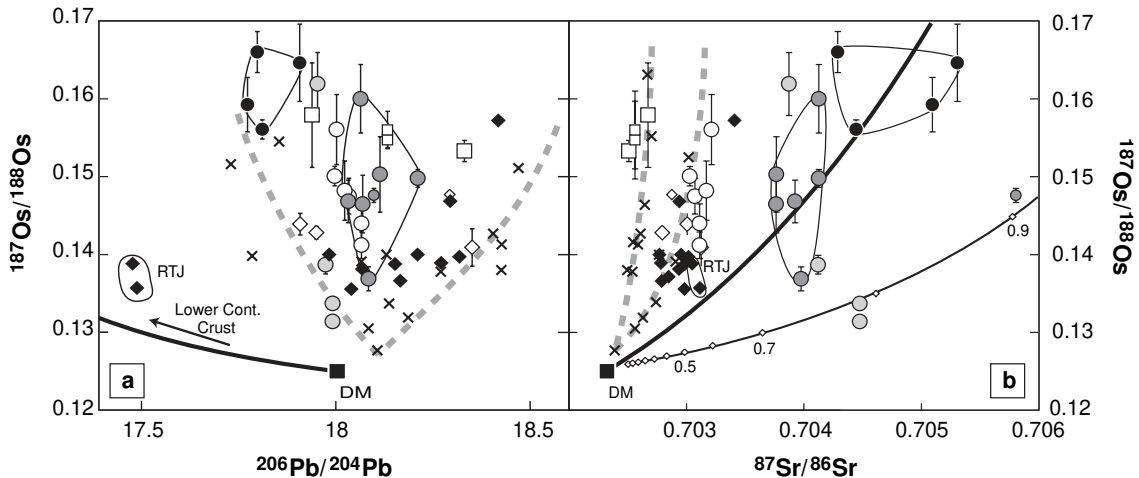 0.17
0.16
0.15
0.14
0.13
0.12
187Os/188Os
RTJ
Lower Cont.
Crust
DM
a
17.5
18
18.5
206Pb/204Pb
RTJ
0.9
0.7
0.5
DM
b
0.703
0.704
0.705
0.706
87Sr/86Sr
0.17
0.16
0.15
0.14
0.13
0.12
187Os/188Os